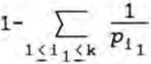 1- ∑ 1/p_{i_1}
1≤i_1≤k